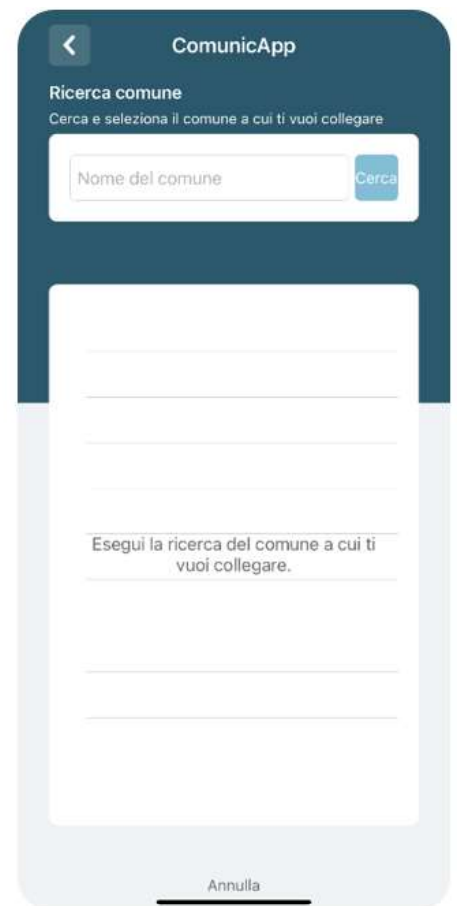 ComunicApp
Ricerca comune
Cerca e seleziona il comune a cui ti vuoi collegare
Nome del comune
Cerca
Esegui la ricerca del comune a cui ti
vuoi collegare.
Annulla